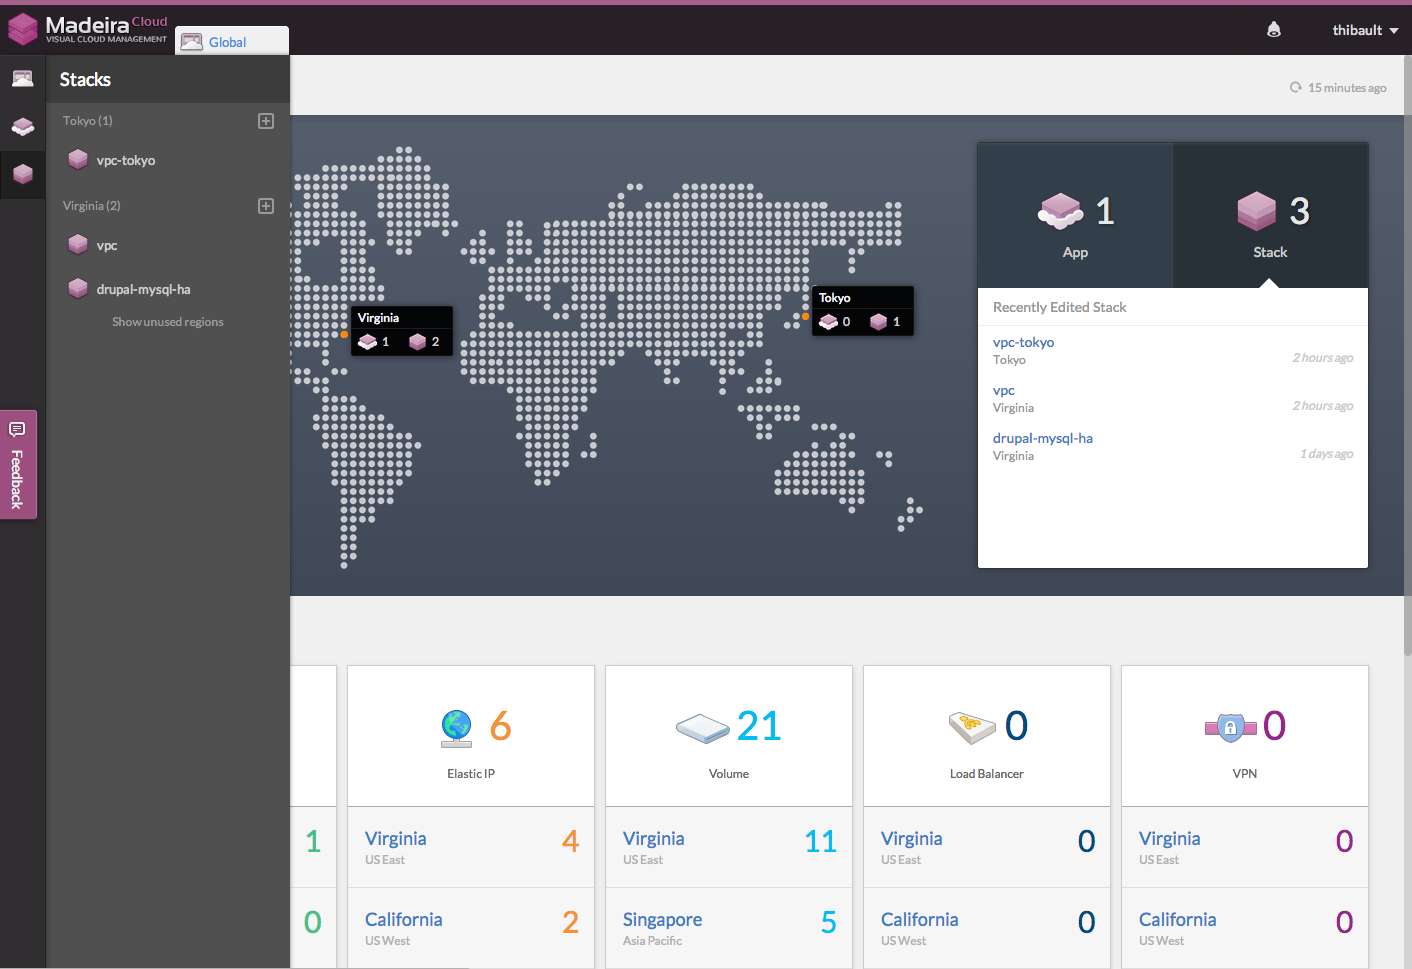 Madeira Cloud
VISUAL CLOUD MANAGEMENT
Global
thibault
Stacks
15 minutes ago
Tokyo (1)
vpc-tokyo
Virginia (2)
vpc
drupal-mysql-ha
Show unused regions
Feedback
Virginia
1 2
Tokyo
0 1
1
App
3
Stack
Recently Edited Stack
vpc-tokyo
Tokyo
2 hours ago
vpc
Virginia
2 hours ago
drupal-mysql-ha
Virginia
1 days ago
6
Elastic IP
21
Volume
0
Load Balancer
0
VPN
1
Virginia 4
US East
Virginia 11
US East
Virginia 0
US East
Virginia 0
US East
0
California 2
US West
Singapore 5
Asia Pacific
California 0
US West
California 0
US West